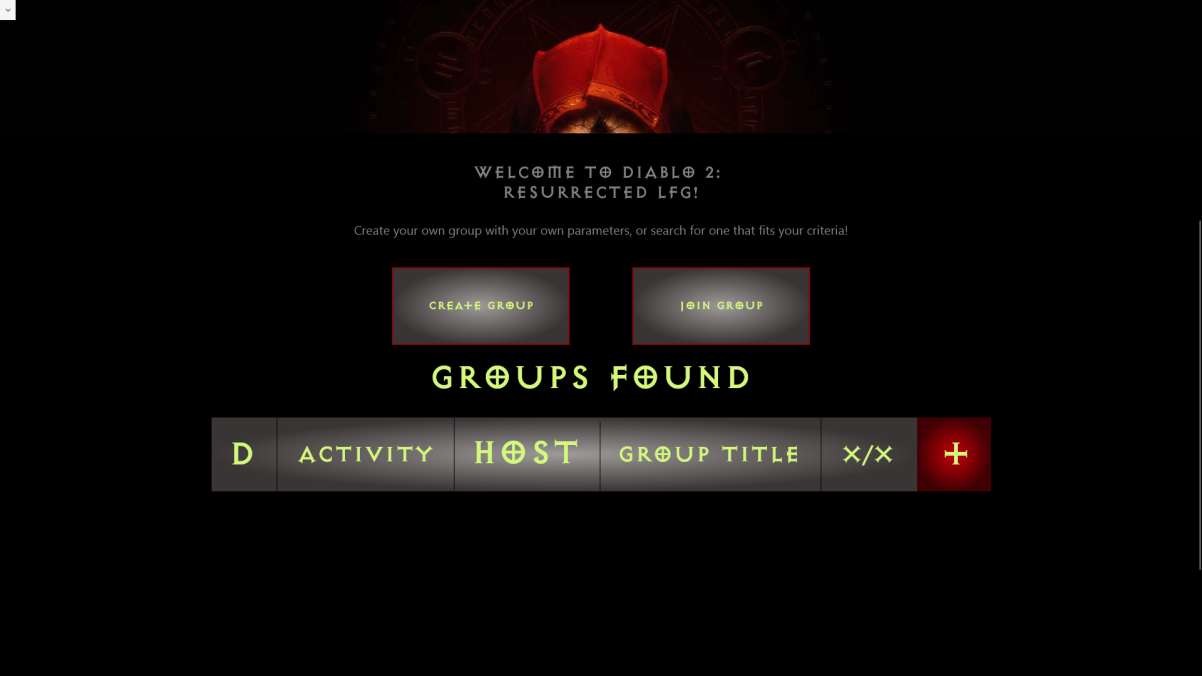 WELCOME TO DIABLO 2:
RESURRECTED LFG!
Create your own group with your own parameters, or search for one that fits your criteria!
CREATE GROUP
JOIN GROUP
GROUPS FOUND
D ACTIVITY HOST GROUP TITLE X/X +